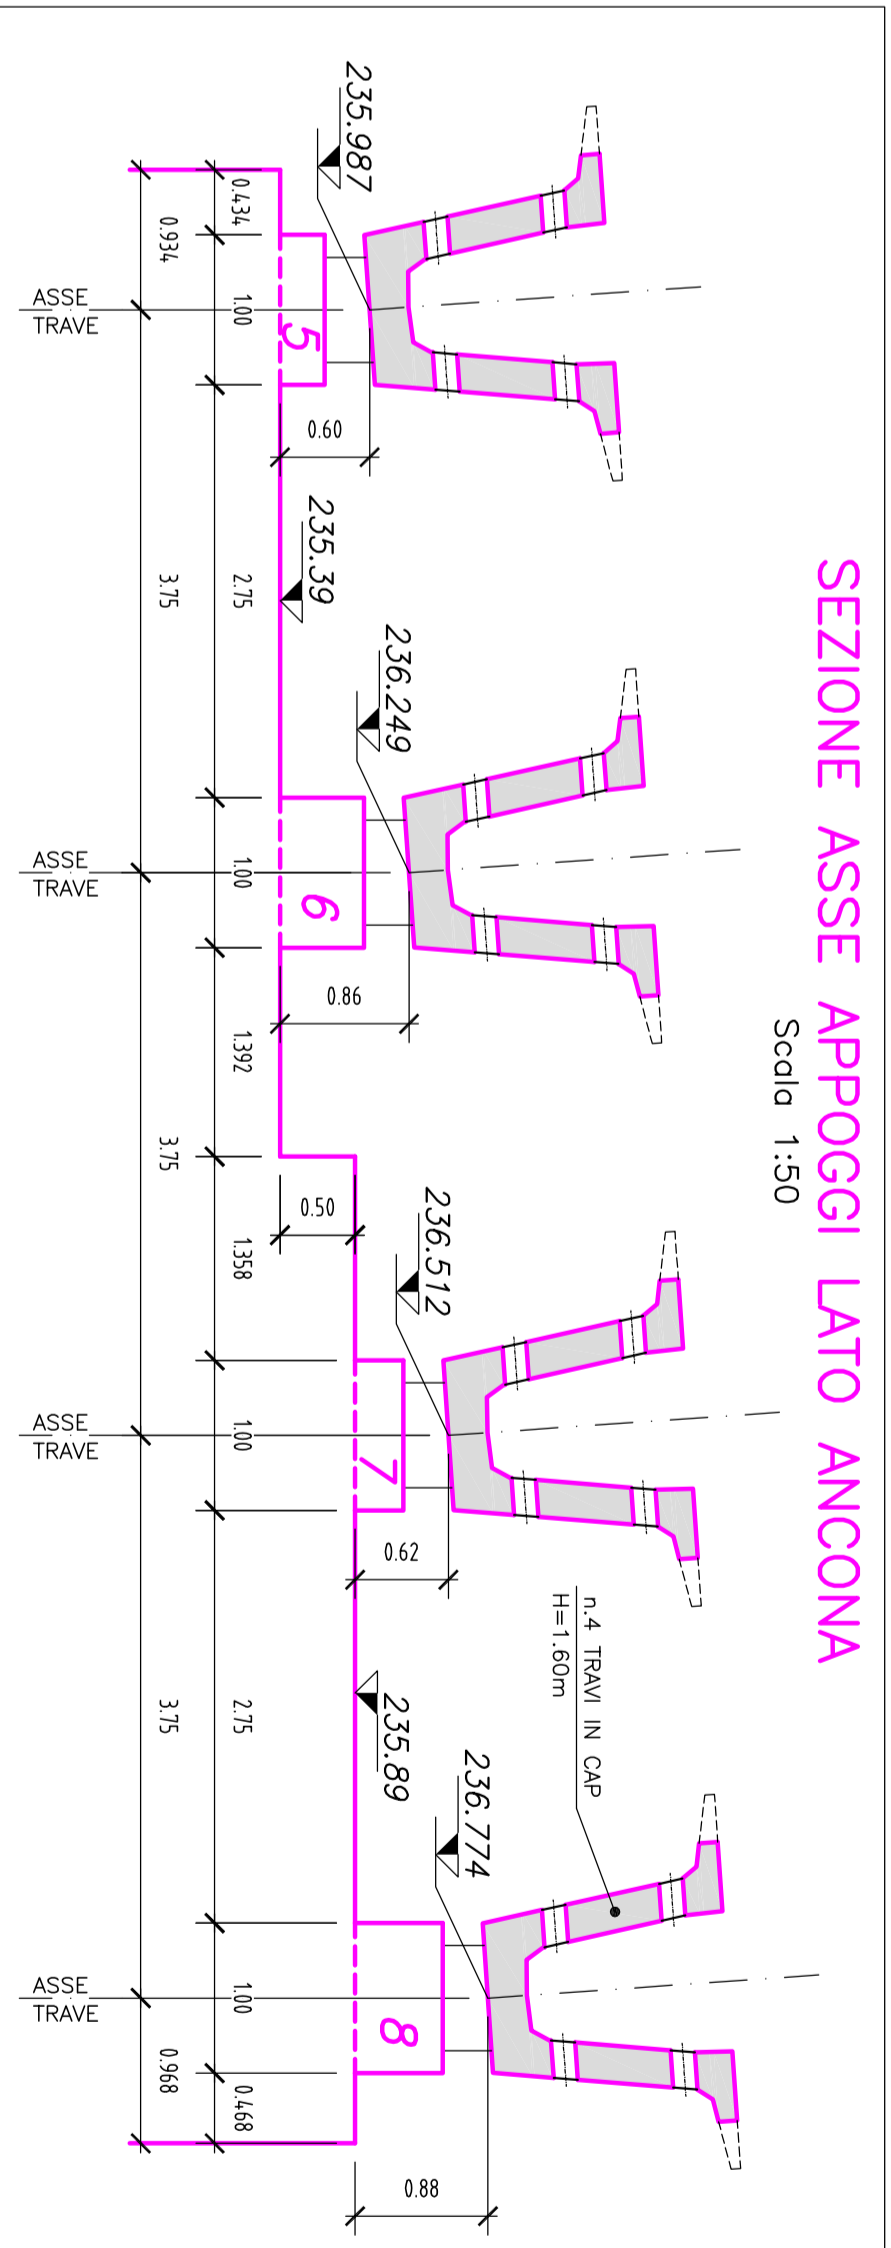 SEZIONE ASSE APPOGGI LATO ANCONA
Scala 1:50
235.987
236.249
236.512
236.774
n.4 TRAVI IN CAP
H=1.60m
235.39
235.89
0.60
0.86
0.50
0.62
0.88
5
6
7
8
0.434
1.00
2.75
1.00
1.392
1.358
1.00
2.75
1.00
0.468
0.934
3.75
3.75
3.75
0.968
ASSE
TRAVE
ASSE
TRAVE
ASSE
TRAVE
ASSE
TRAVE